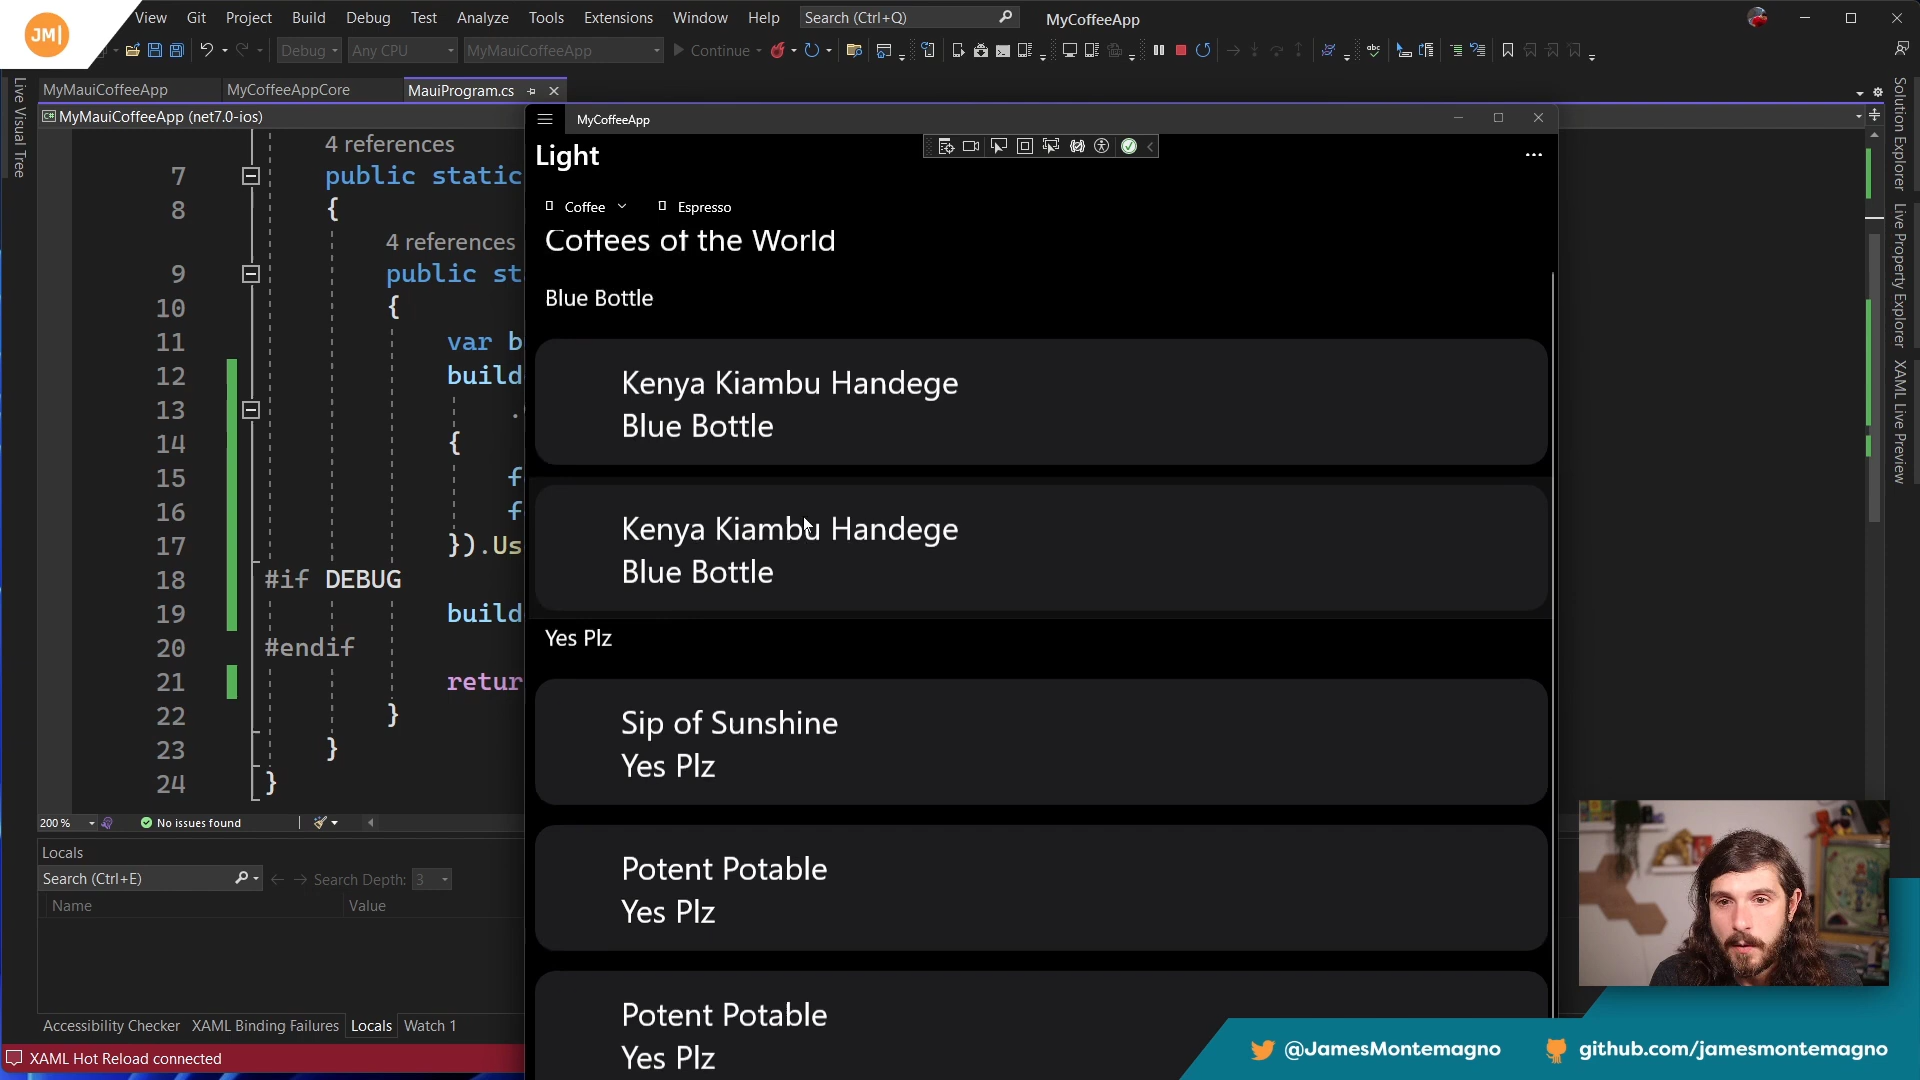 JM
View Git Project Build Debug Test Analyze Tools Extensions Window Help Search (Ctrl+Q) MyCoffeeApp
Debug Any CPU MyMauiCoffeeApp Continue
MyMauiCoffeeApp MyCoffeeAppCore MauiProgram.cs
MyMauiCoffeeApp (net7.0-ios)
Live Visual Tree
Solution Explorer
Live Property Explorer
XAML Live Preview
4 references
7 public static
8 {
4 references
9 public st
10 {
11 var b
12 build
13 .
14 {
15 f
16 f
17 }).Us
18 #if DEBUG
19 build
20 #endif
21 retur
22 }
23 }
24 }
200 % No issues found
Locals
Search (Ctrl+E) Search Depth: 3
Name Value
Accessibility Checker XAML Binding Failures Locals Watch 1
XAML Hot Reload connected
MyCoffeeApp
Light
...
Coffee Espresso
Coffees of the World
Blue Bottle
Kenya Kiambu Handege
Blue Bottle
Kenya Kiambu Handege
Blue Bottle
Yes Plz
Sip of Sunshine
Yes Plz
Potent Potable
Yes Plz
Potent Potable
Yes Plz
@JamesMontemagno github.com/jamesmontemagno